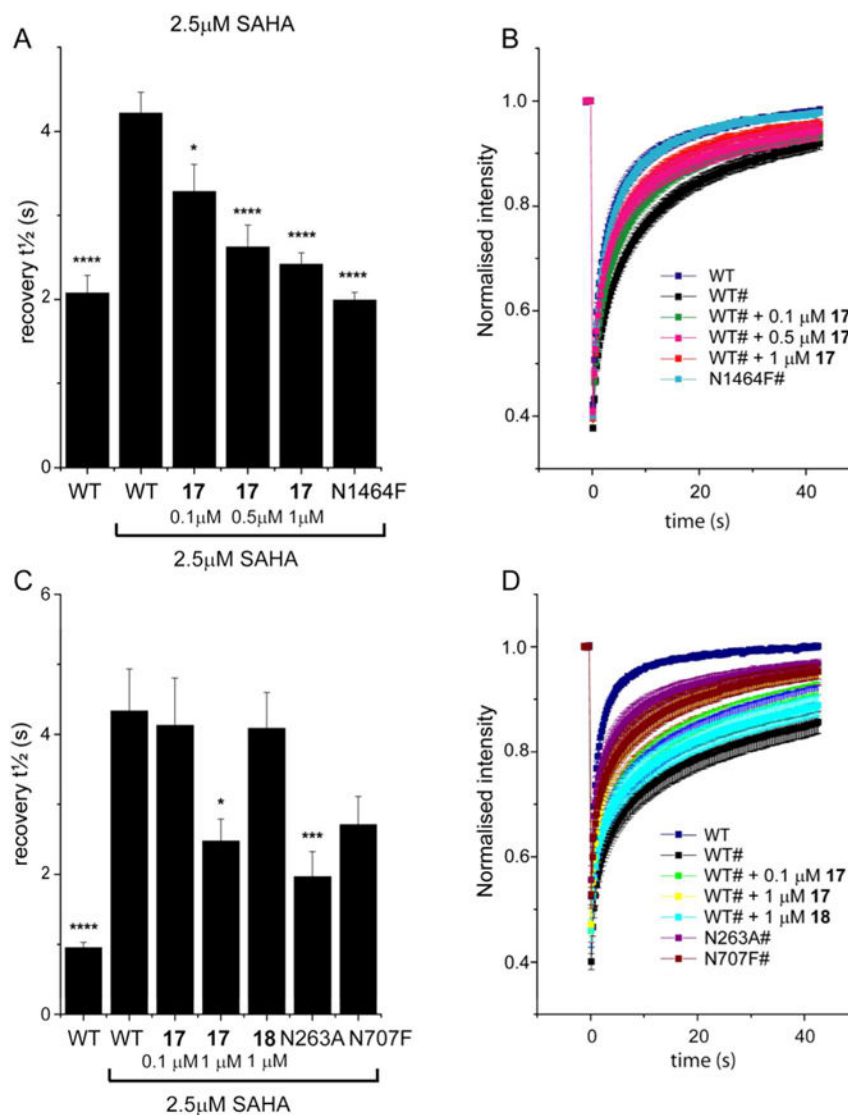 2.5μM SAHA
A
recovery t½ (s)
4
2
0
****
*
****
****
****
WT WT 17 17 17 N1464F
0.1μM 0.5μM 1μM
2.5μM SAHA
B
Normalised intensity
1.0
0.8
0.6
0.4
WT
WT#
WT# + 0.1 μM 17
WT# + 0.5 μM 17
WT# + 1 μM 17
N1464F#
0 20 40
time (s)
C
recovery t½ (s)
6
4
2
0
****
*
***
WT WT 17 17 18 N263A N707F
0.1 μM 1 μM 1 μM
2.5μM SAHA
D
Normalised intensity
1.0
0.8
0.6
0.4
WT
WT#
WT# + 0.1 μM 17
WT# + 1 μM 17
WT# + 1 μM 18
N263A#
N707F#
0 20 40
time (s)